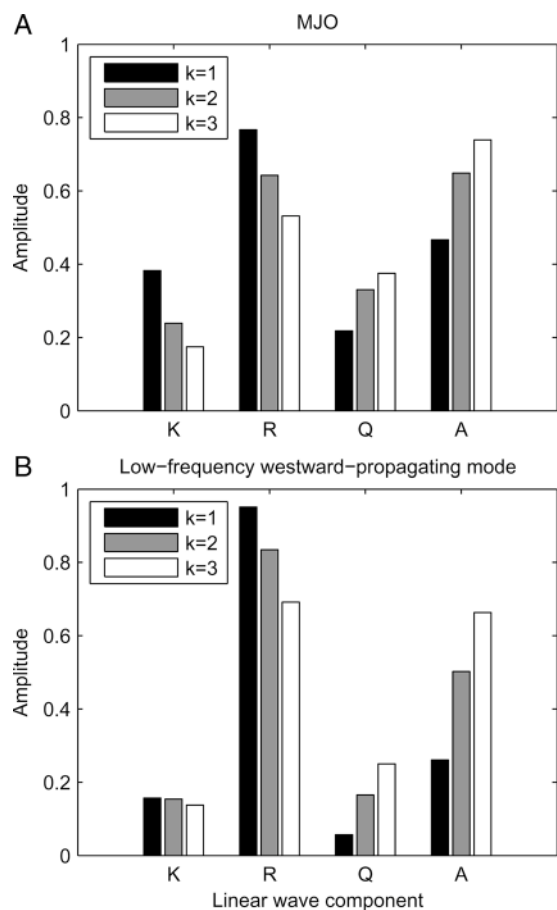 A
MJO
1
0.8
0.6
0.4
0.2
0
Amplitude
k=1
k=2
k=3
K R Q A
B
Low−frequency westward−propagating mode
1
0.8
0.6
0.4
0.2
0
Amplitude
k=1
k=2
k=3
K R Q A
Linear wave component